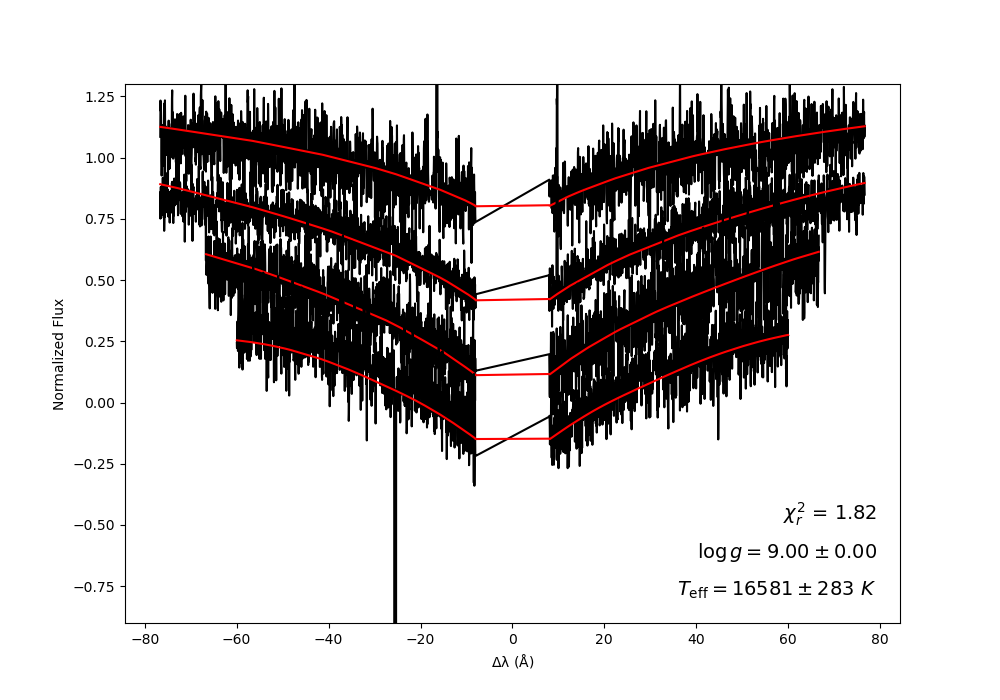 1.25
1.00
0.75
0.50
0.25
0.00
−0.25
−0.50
−0.75
Normalized Flux
χ²ᵣ = 1.82
log g = 9.00 ± 0.00
T_eff = 16581 ± 283 K
−80 −60 −40 −20 0 20 40 60 80
Δλ (Å)